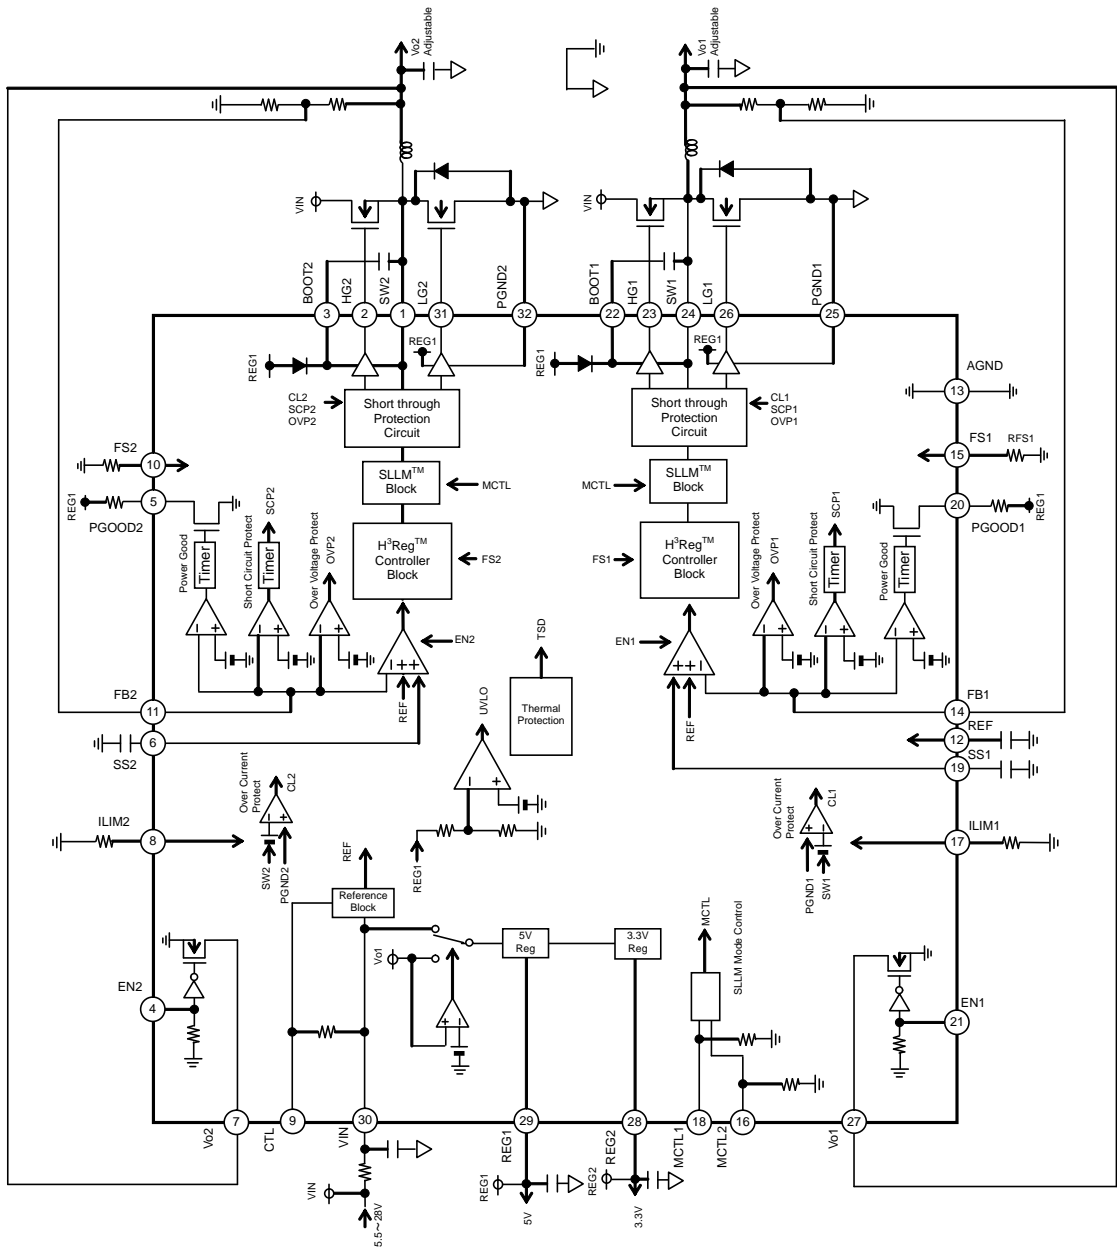 Vo2
Adjustable
Vo1
Adjustable
VIN
VIN
BOOT2
HG2
SW2
LG2
PGND2
BOOT1
HG1
SW1
LG1
PGND1
3
2
1
31
32
22
23
24
26
25
REG1
REG1
REG1
REG1
AGND
13
CL2
SCP2
OVP2
Short through
Protection
Circuit
Short through
Protection
Circuit
CL1
SCP1
OVP1
FS2
10
FS1
15
RFS1
SLLM™
Block
MCTL
MCTL
SLLM™
Block
REG1
5
PGOOD2
20
PGOOD1
REG1
H³Reg™
Controller
Block
FS2
FS1
H³Reg™
Controller
Block
Power Good
Timer
Short Circuit Protect
Timer
SCP2
Over Voltage Protect
OVP2
Over Voltage Protect
OVP1
Short Circuit Protect
Timer
SCP1
Power Good
Timer
EN2
EN1
TSD
Thermal
Protection
UVLO
REF
REF
FB2
11
6
SS2
FB1
14
REF
12
SS1
19
Over Current
Protect
CL2
SW2
PGND2
Over Current
Protect
CL1
PGND1
SW1
ILIM2
8
ILIM1
17
REG1
REF
Reference
Block
Vo1
5V
Reg
3.3V
Reg
MCTL
SLLM Mode Control
EN2
4
EN1
21
7
9
30
29
28
18
16
27
Vo2
CTL
VIN
REG1
REG2
MCTL1
MCTL2
Vo1
VIN
5.5～28V
REG1
5V
REG2
3.3V